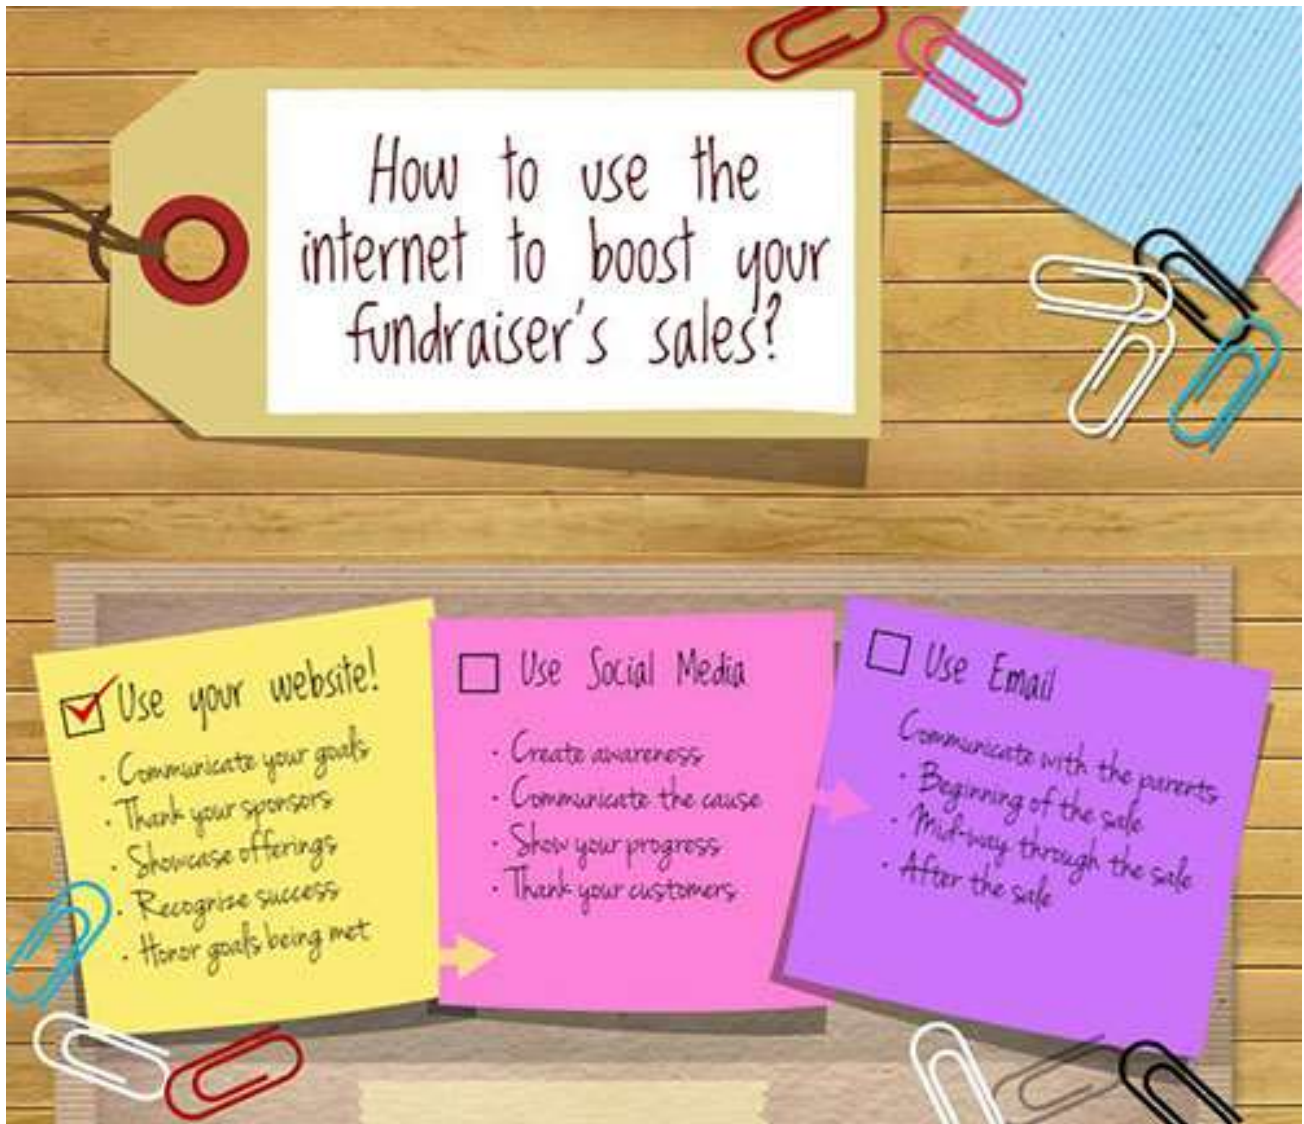 How to use the
internet to boost your
fundraiser's sales?
Use your website!
· Communicate your goals
· Thank your sponsors
· Showcase offerings
· Recognize success
· Honor goals being met
Use Social Media
· Create awareness
· Communicate the cause
· Show your progress
· Thank your customers
Use Email
Communicate with the parents
· Beginning of the sale
· Mid-way through the sale
· After the sale